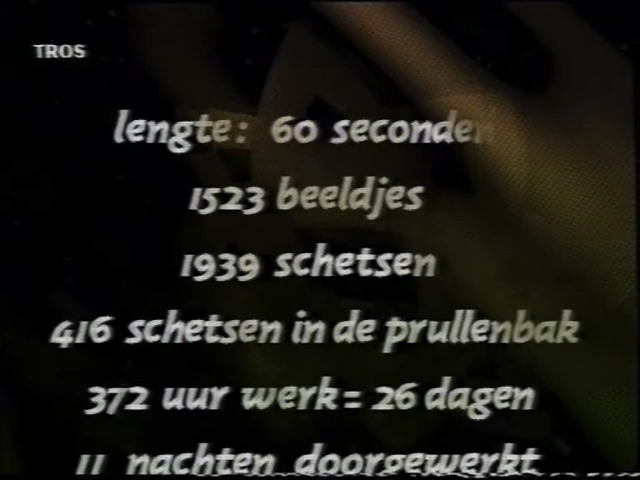 TROS
lengte: 60 seconden
1523 beeldjes
1939 schetsen
416 schetsen in de prullenbak
372 uur werk = 26 dagen
11 nachten doorgewerkt